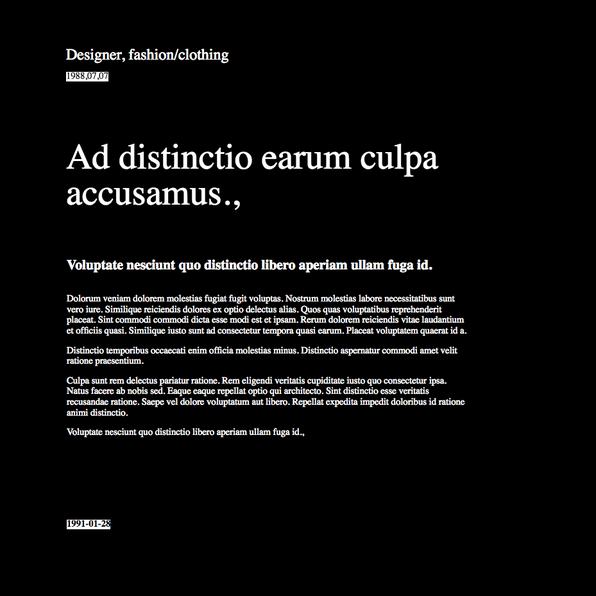 Designer, fashion/clothing
1988,07,07
Ad distinctio earum culpa
accusamus.,
Voluptate nesciunt quo distinctio libero aperiam ullam fuga id.
Dolorum veniam dolorem molestias fugiat fugit voluptas. Nostrum molestias labore necessitatibus sunt
vero iure. Similique reiciendis dolores ex optio delectus alias. Quos quas voluptatibus reprehenderit
placeat. Sint commodi commodi dicta esse modi est et ipsam. Rerum dolorem reiciendis vitae laudantium
et officiis quasi. Similique iusto sunt ad consectetur tempora quasi earum. Placeat voluptatem quaerat id a.
Distinctio temporibus occaecati enim officia molestias minus. Distinctio aspernatur commodi amet velit
ratione praesentium.
Culpa sunt rem delectus pariatur ratione. Rem eligendi veritatis cupiditate iusto quo consectetur ipsa.
Natus facere ab nobis sed. Eaque eaque repellat optio qui architecto. Sint distinctio esse veritatis
recusandae ratione. Saepe vel dolore voluptatum aut libero. Repellat expedita impedit doloribus id ratione
animi distinctio.
Voluptate nesciunt quo distinctio libero aperiam ullam fuga id.,
1991-01-28